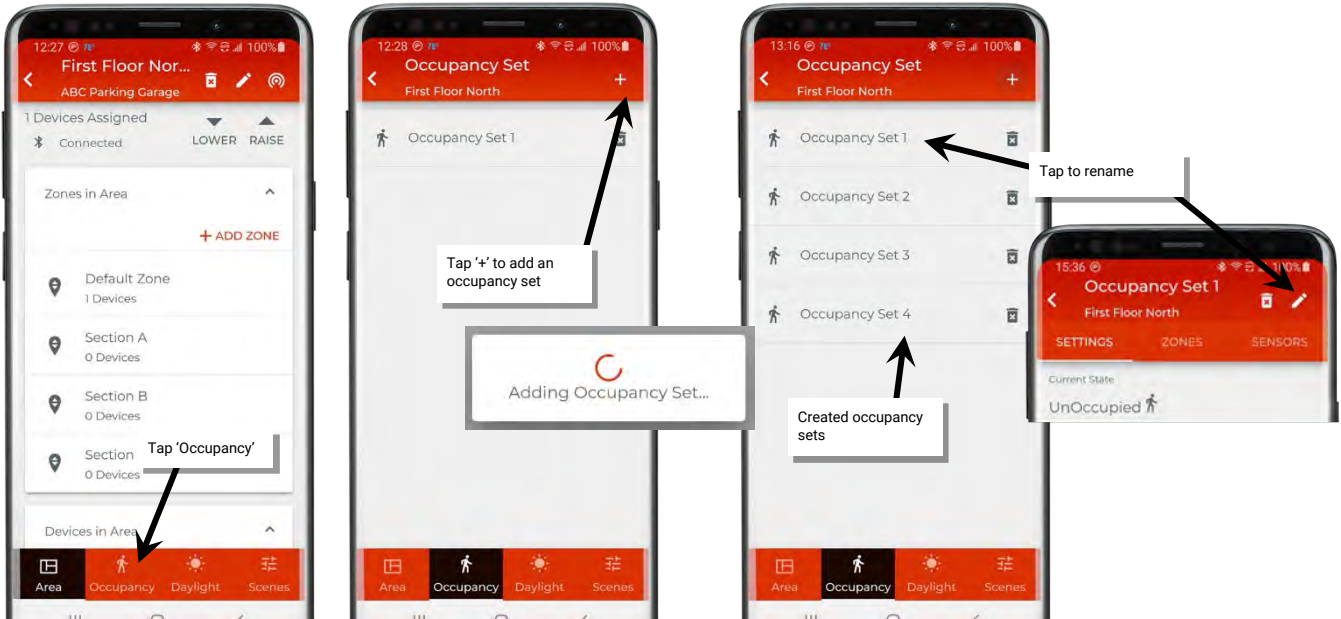 12:27 100%
First Floor Nor...
ABC Parking Garage
1 Devices Assigned
Connected
LOWER RAISE
Zones in Area
+ ADD ZONE
Default Zone
1 Devices
Section A
0 Devices
Section B
0 Devices
Section
0 Devices
Tap ‘Occupancy’
Devices in Area
Area Occupancy Daylight Scenes
12:28 100%
Occupancy Set
First Floor North
+
Occupancy Set 1
Tap ‘+’ to add an
occupancy set
Adding Occupancy Set...
Area Occupancy Daylight Scenes
13:16 100%
Occupancy Set
First Floor North
+
Occupancy Set 1
Occupancy Set 2
Occupancy Set 3
Occupancy Set 4
Created occupancy
sets
Area Occupancy Daylight Scenes
Tap to rename
15:36 100%
Occupancy Set 1
First Floor North
SETTINGS ZONES SENSORS
Current State
UnOccupied